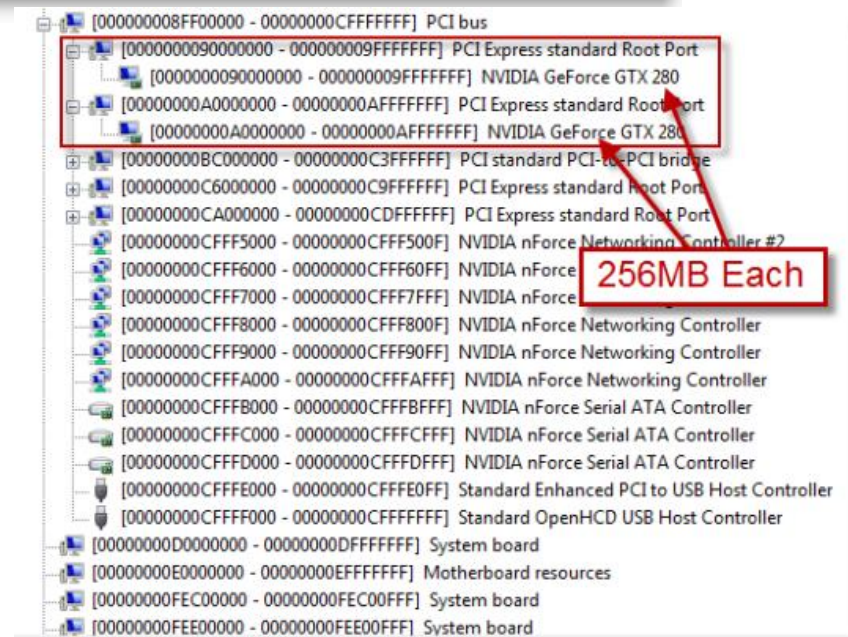 [000000008FF00000 - 00000000CFFFFFFF] PCI bus
[0000000090000000 - 000000009FFFFFFF] PCI Express standard Root Port
[0000000090000000 - 000000009FFFFFFF] NVIDIA GeForce GTX 280
[00000000A0000000 - 00000000AFFFFFFF] PCI Express standard Root Port
[00000000A0000000 - 00000000AFFFFFFF] NVIDIA GeForce GTX 280
[00000000BC000000 - 00000000C3FFFFFF] PCI standard PCI-to-PCI bridge
[00000000C6000000 - 00000000C9FFFFFF] PCI Express standard Root Port
[00000000CA000000 - 00000000CDFFFFFF] PCI Express standard Root Port
[00000000CFFF5000 - 00000000CFFF500F] NVIDIA nForce Networking Controller #2
[00000000CFFF6000 - 00000000CFFF60FF] NVIDIA nForce
256MB Each
[00000000CFFF7000 - 00000000CFFF7FFF] NVIDIA nForce
[00000000CFFF8000 - 00000000CFFF800F] NVIDIA nForce Networking Controller
[00000000CFFF9000 - 00000000CFFF90FF] NVIDIA nForce Networking Controller
[00000000CFFFA000 - 00000000CFFFAFFF] NVIDIA nForce Networking Controller
[00000000CFFFB000 - 00000000CFFFBFFF] NVIDIA nForce Serial ATA Controller
[00000000CFFFC000 - 00000000CFFFCFFF] NVIDIA nForce Serial ATA Controller
[00000000CFFFD000 - 00000000CFFFDFFF] NVIDIA nForce Serial ATA Controller
[00000000CFFFE000 - 00000000CFFFE0FF] Standard Enhanced PCI to USB Host Controller
[00000000CFFFF000 - 00000000CFFFFFFF] Standard OpenHCD USB Host Controller
[00000000D0000000 - 00000000DFFFFFFF] System board
[00000000E0000000 - 00000000EFFFFFFF] Motherboard resources
[00000000FEC00000 - 00000000FEC00FFF] System board
[00000000FEE00000 - 00000000FEE00FFF] System board